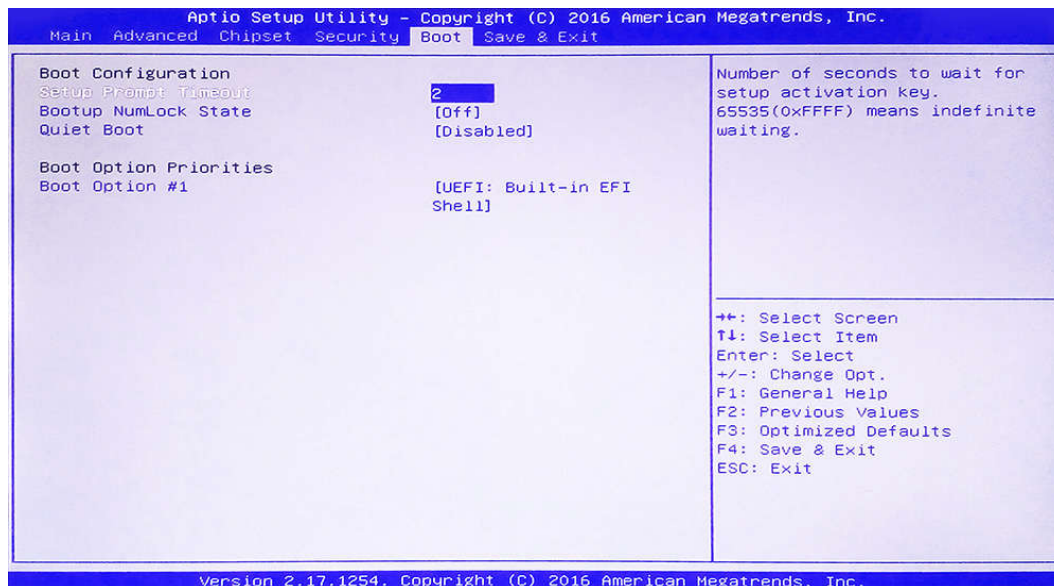 Aptio Setup Utility – Copyright (C) 2016 American Megatrends, Inc.
Main Advanced Chipset Security Boot Save & Exit
Boot Configuration
Setup Prompt Timeout 2
Bootup NumLock State [Off]
Quiet Boot [Disabled]
Boot Option Priorities
Boot Option #1 [UEFI: Built-in EFI
Shell]
Number of seconds to wait for
setup activation key.
65535(0xFFFF) means indefinite
waiting.
→←: Select Screen
↑↓: Select Item
Enter: Select
+/-: Change Opt.
F1: General Help
F2: Previous Values
F3: Optimized Defaults
F4: Save & Exit
ESC: Exit
Version 2.17.1254. Copyright (C) 2016 American Megatrends, Inc.